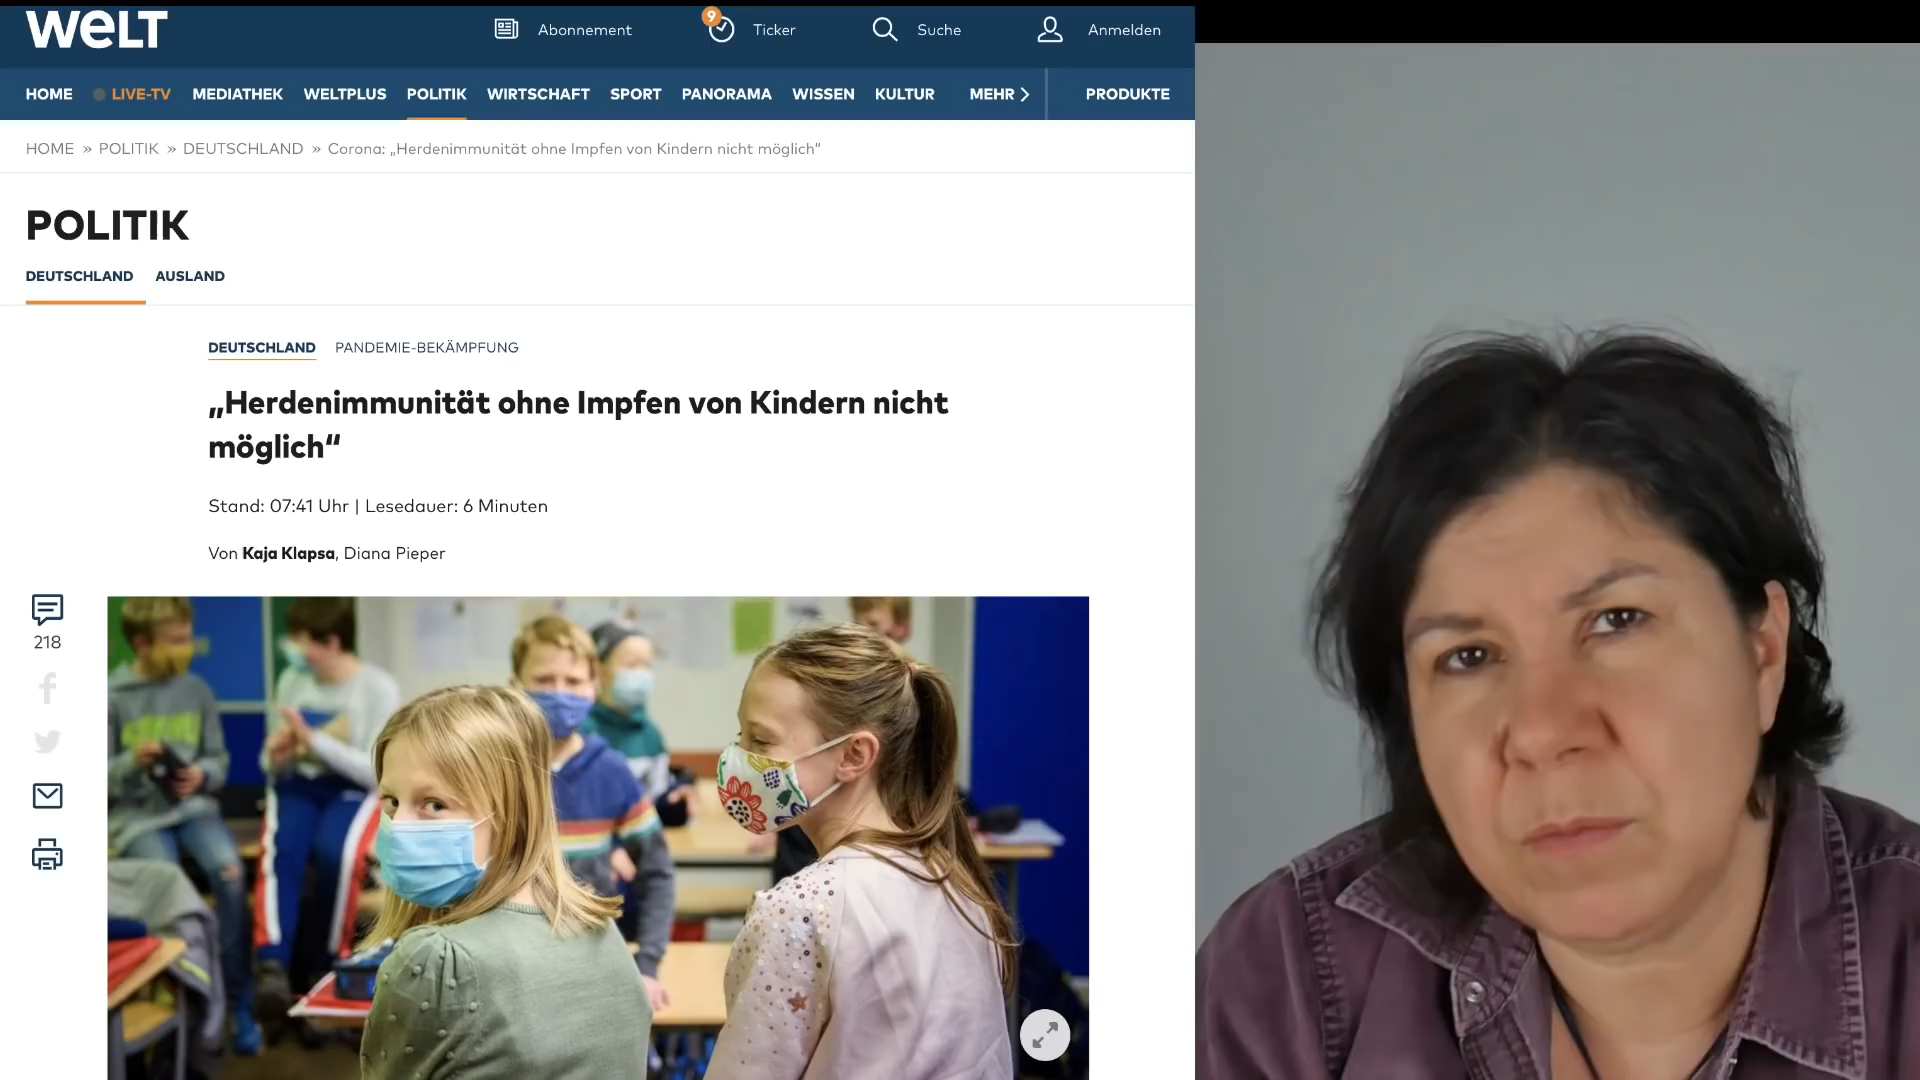 WELT
Abonnement
9
Ticker
Suche
Anmelden
HOME
LIVE-TV
MEDIATHEK
WELTPLUS
POLITIK
WIRTSCHAFT
SPORT
PANORAMA
WISSEN
KULTUR
MEHR
PRODUKTE
HOME » POLITIK » DEUTSCHLAND » Corona: „Herdenimmunität ohne Impfen von Kindern nicht möglich“
POLITIK
DEUTSCHLAND
AUSLAND
DEUTSCHLAND
PANDEMIE-BEKÄMPFUNG
„Herdenimmunität ohne Impfen von Kindern nicht
möglich“
Stand: 07:41 Uhr | Lesedauer: 6 Minuten
Von Kaja Klapsa, Diana Pieper
218